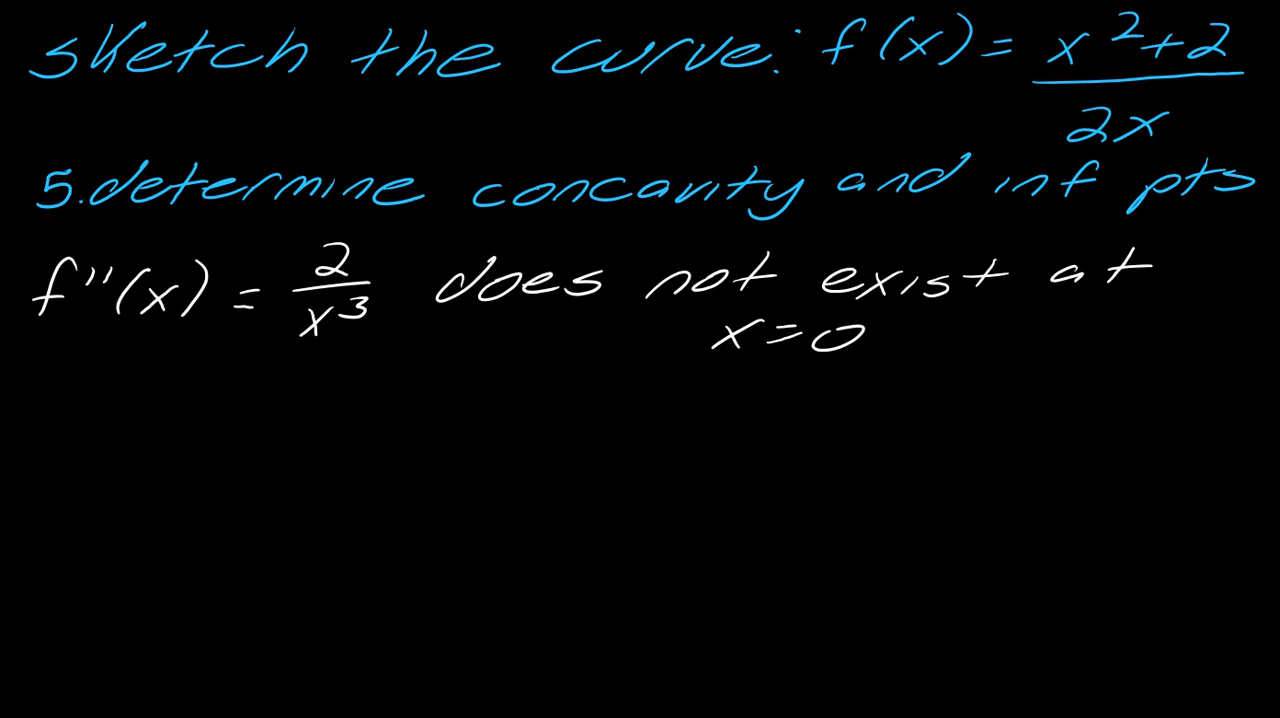 sketch the curve: f(x) = (x²+2)/(2x)
5. determine concavity and inf pts
f''(x) = 2/x³ does not exist at
x=0